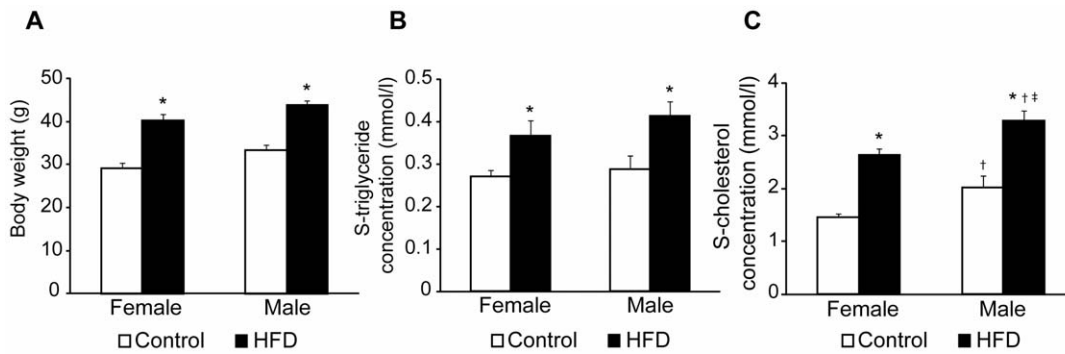 A
Body weight (g)
50
40
30
20
10
0
*
*
Female Male
Control HFD
B
S-triglyceride
concentration (mmol/l)
0.5
0.4
0.3
0.2
0.1
0
*
*
Female Male
Control HFD
C
S-cholesterol
concentration (mmol/l)
4
3
2
1
0
*
†
*†‡
Female Male
Control HFD